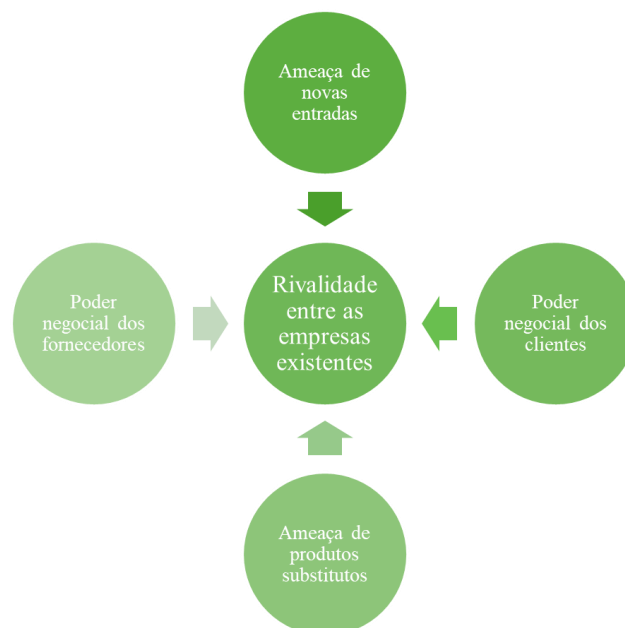 Ameaça de
novas
entradas
Poder
negocial dos
fornecedores
Rivalidade
entre as
empresas
existentes
Poder
negocial dos
clientes
Ameaça de
produtos
substitutos